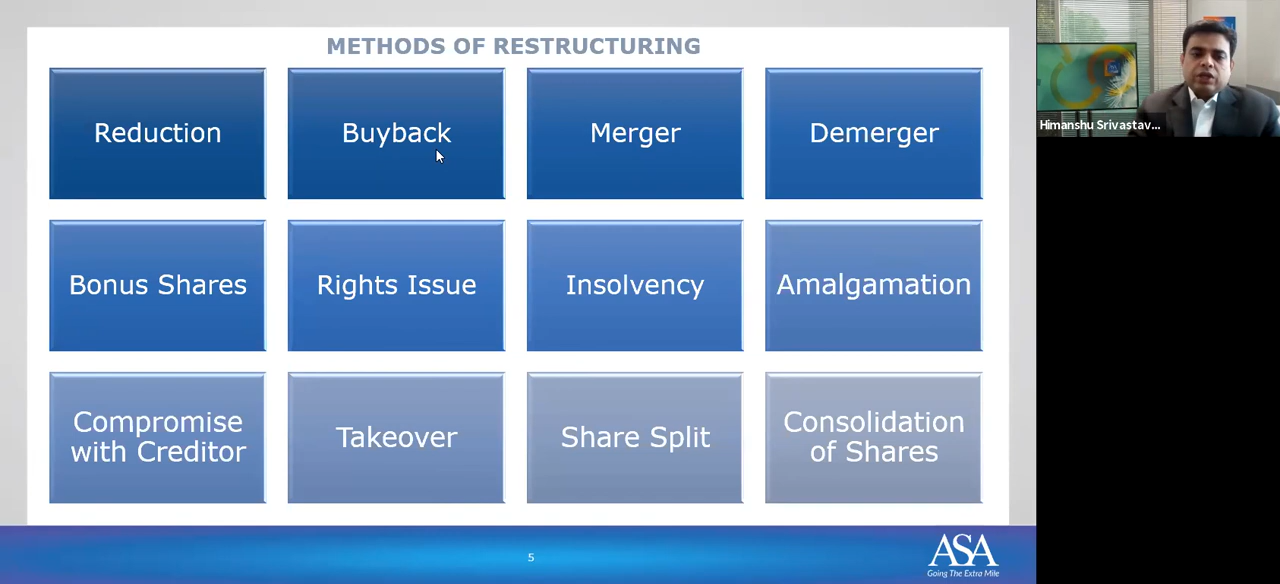 METHODS OF RESTRUCTURING
Reduction
Buyback
Merger
Demerger
Bonus Shares
Rights Issue
Insolvency
Amalgamation
Compromise
with Creditor
Takeover
Share Split
Consolidation
of Shares
5
ASA
Going The Extra Mile
Himanshu Srivastav...